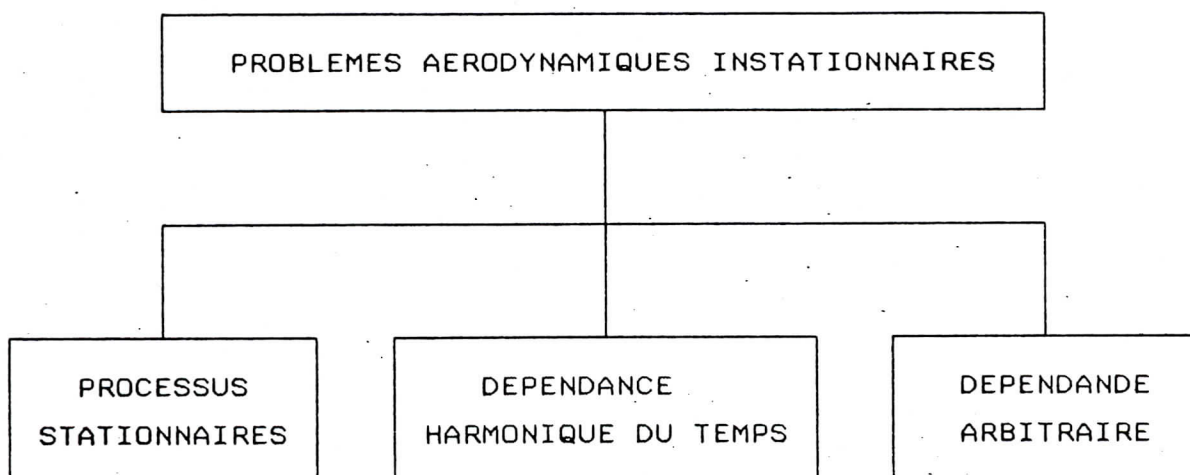 PROBLEMES AERODYNAMIQUES INSTATIONNAIRES
PROCESSUS
STATIONNAIRES
DEPENDANCE
HARMONIQUE DU TEMPS
DEPENDANDE
ARBITRAIRE